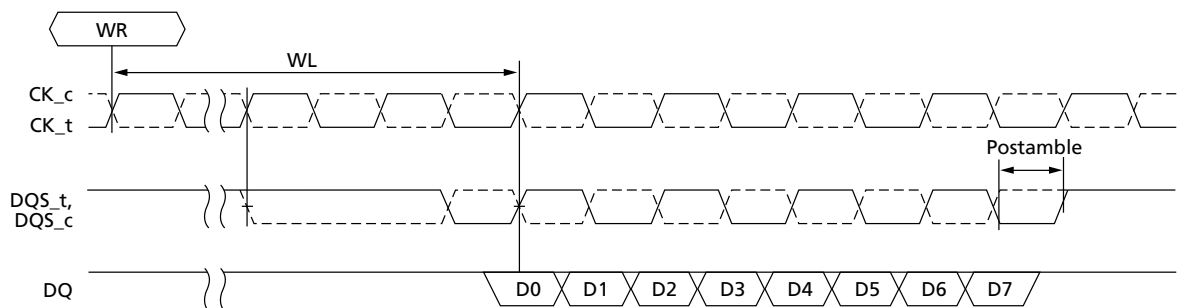 WR
WL
CK_c
CK_t
Postamble
DQS_t,
DQS_c
DQ D0 D1 D2 D3 D4 D5 D6 D7